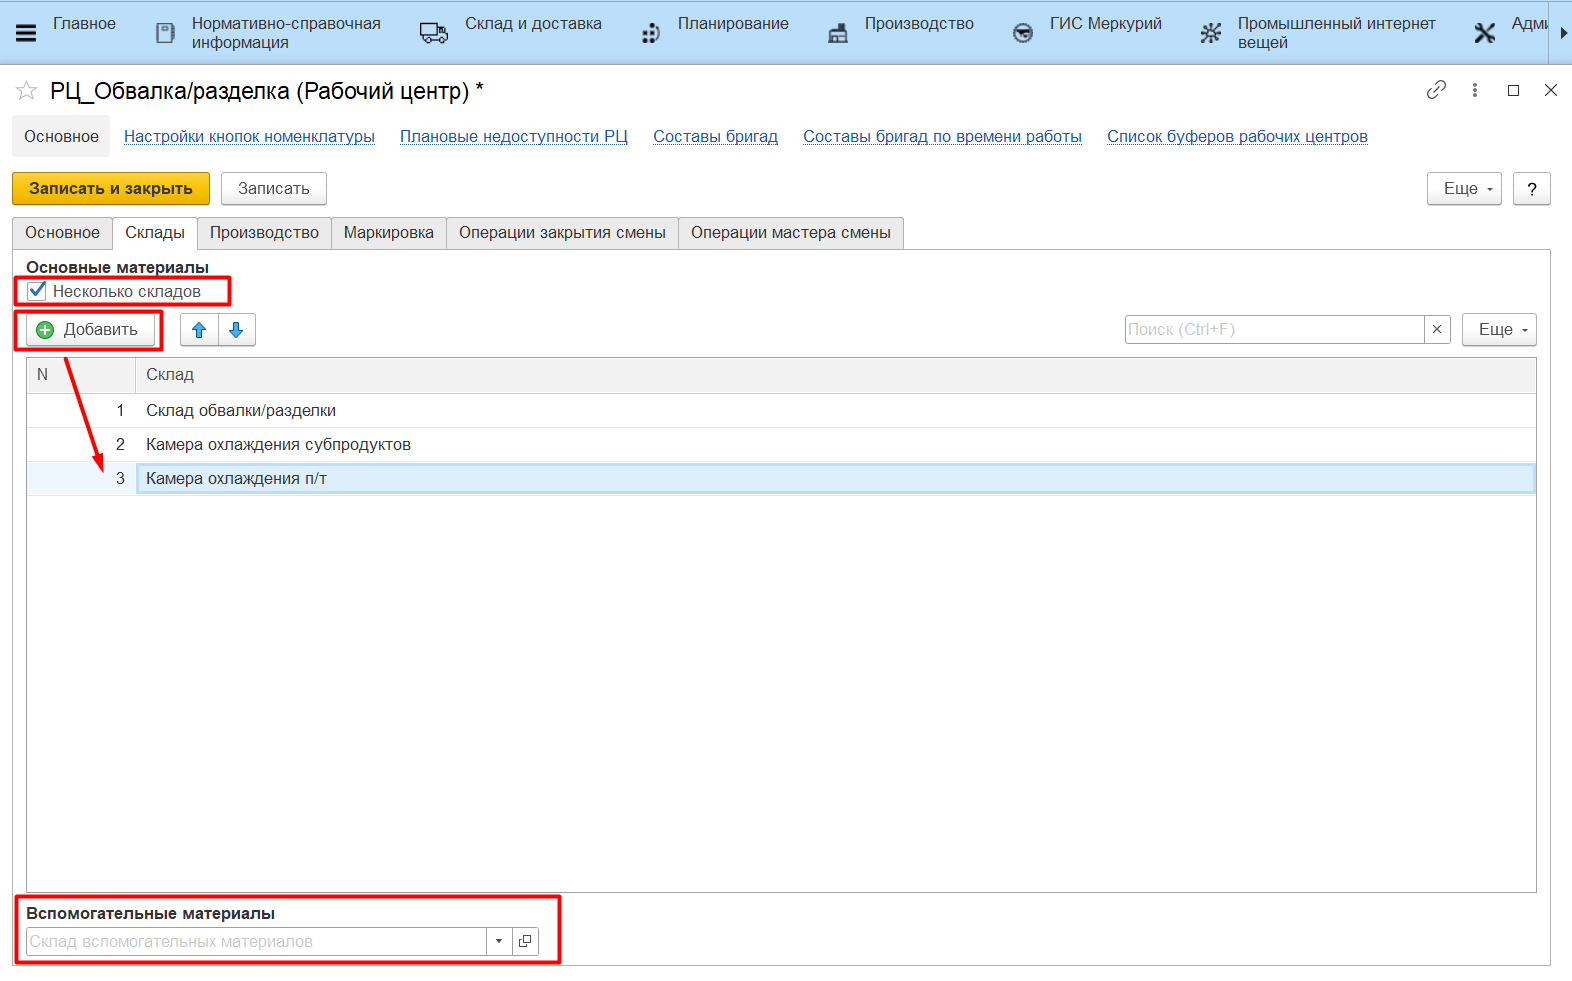 Главное
Нормативно-справочная
информация
Склад и доставка
Планирование
Производство
ГИС Меркурий
Промышленный интернет
вещей
РЦ_Обвалка/разделка (Рабочий центр) *
Основное Настройки кнопок номенклатуры Плановые недоступности РЦ Составы бригад Составы бригад по времени работы Список буферов рабочих центров
Записать и закрыть Записать Еще ?
Основное Склады Производство Маркировка Операции закрытия смены Операции мастера смены
Основные материалы
Несколько складов
Добавить Поиск (Ctrl+F) × Еще
N Склад
1 Склад обвалки/разделки
2 Камера охлаждения субпродуктов
3 Камера охлаждения п/т
Вспомогательные материалы
Склад вспомогательных материалов